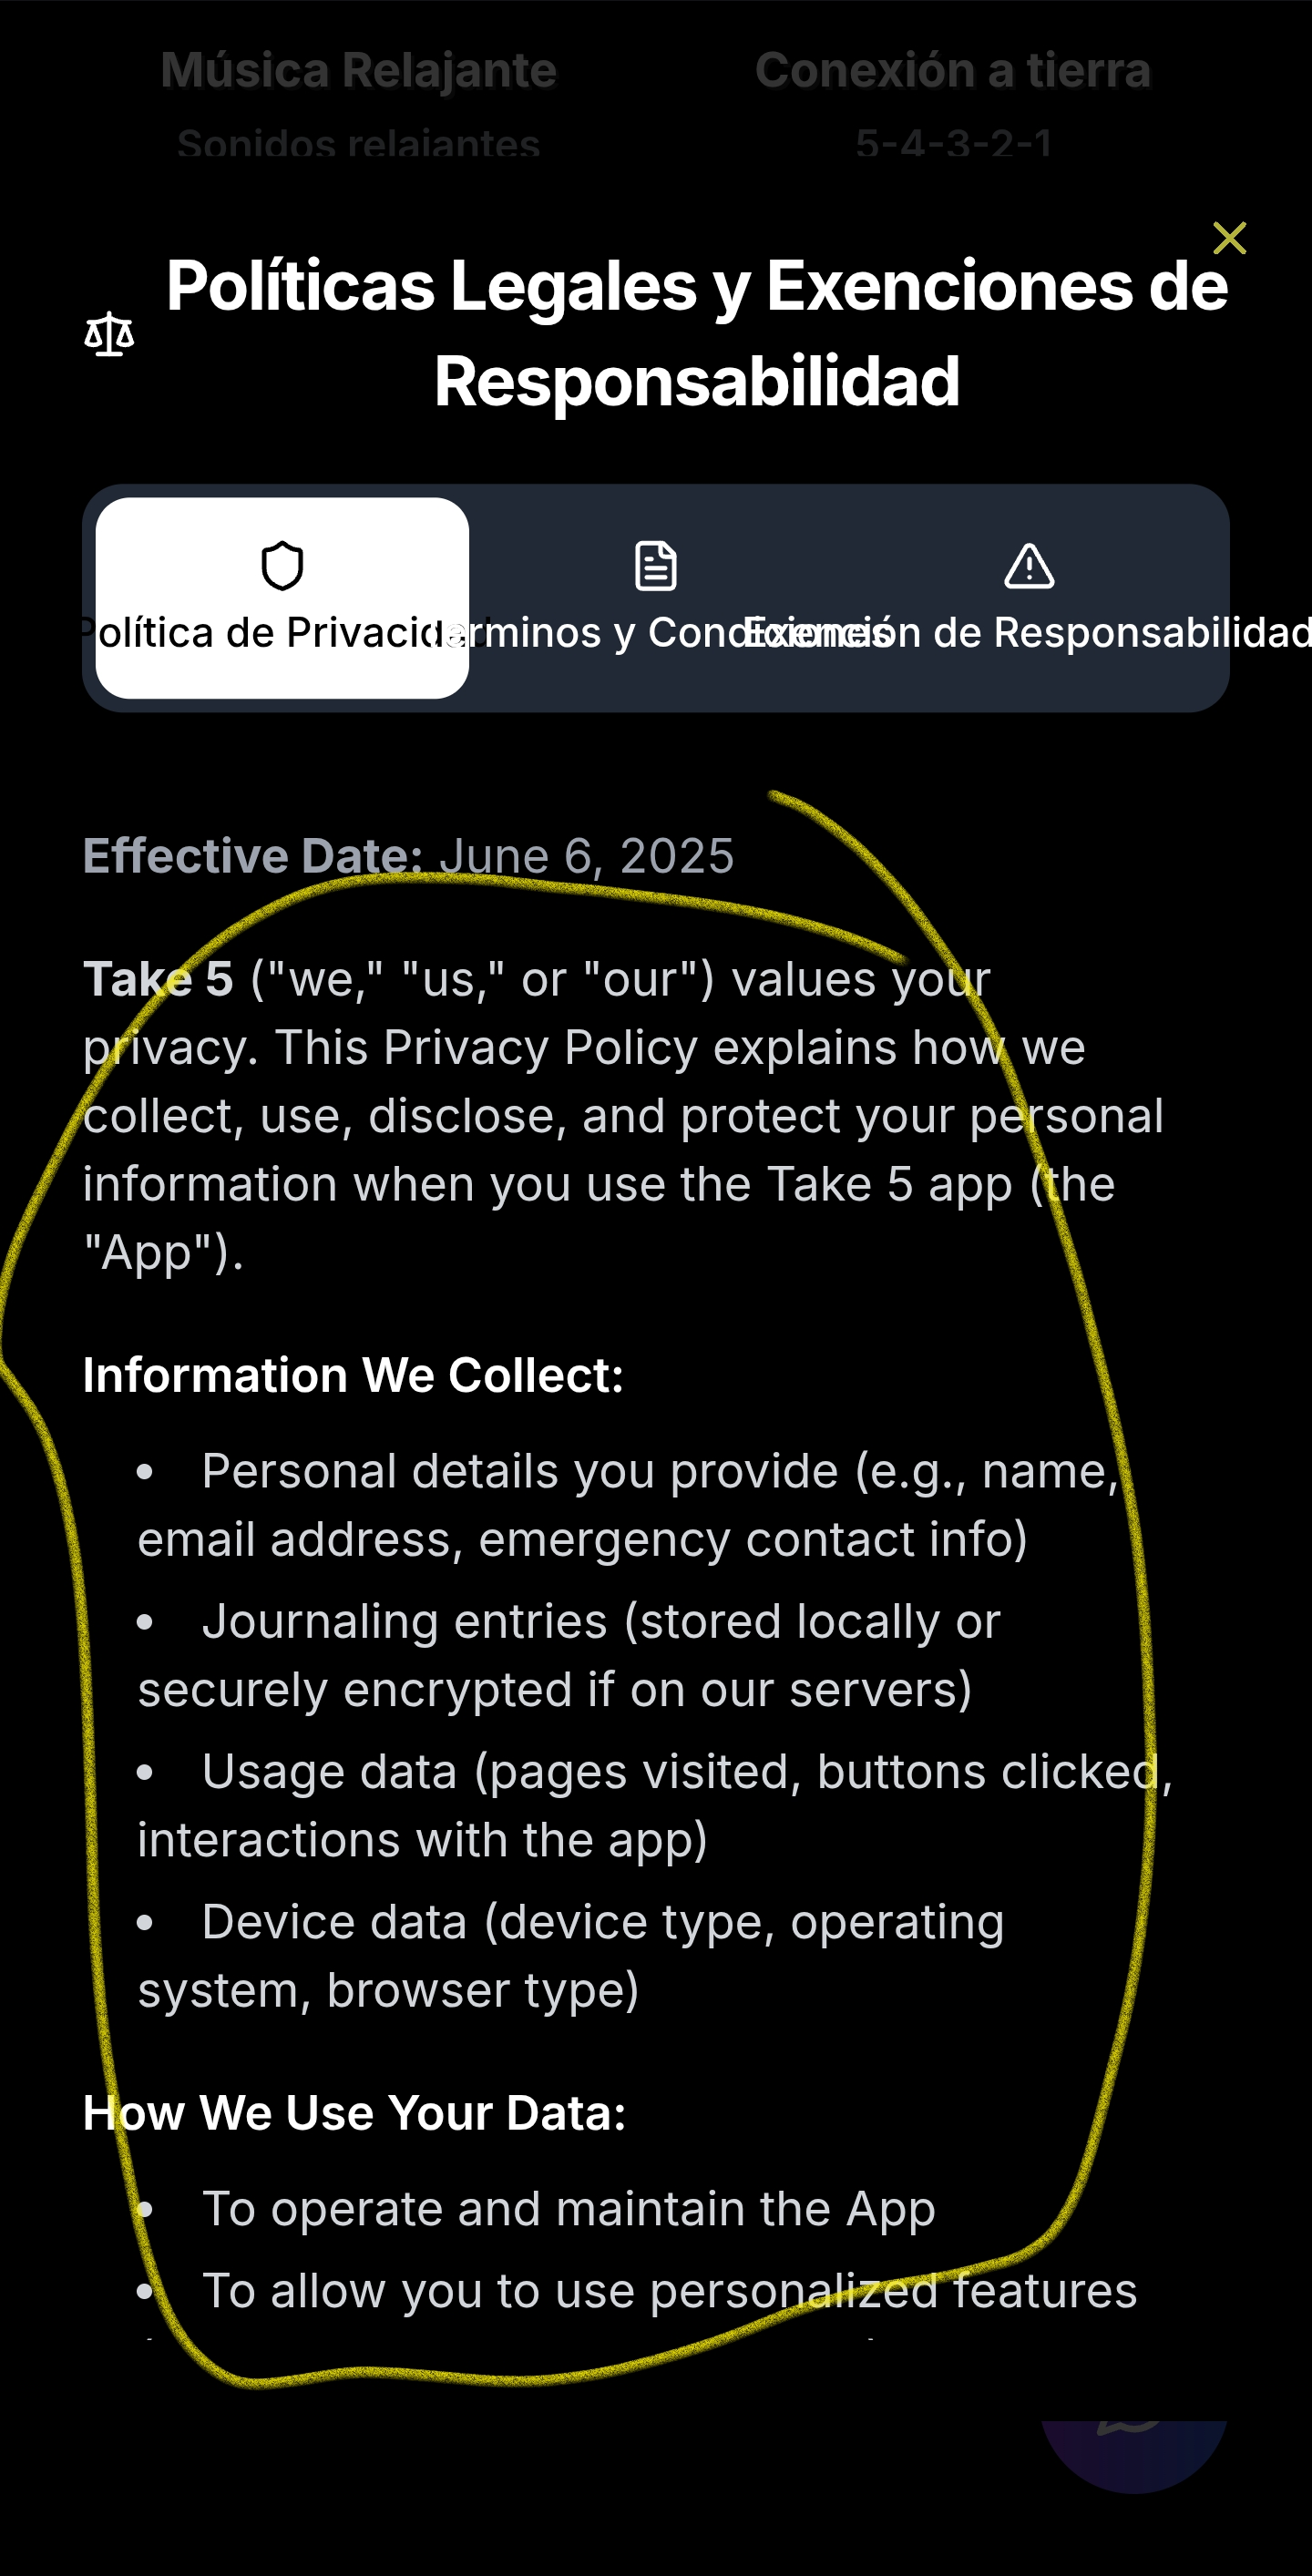 Música Relajante
Conexión a tierra
Sonidos relajantes
5-4-3-2-1
Políticas Legales y Exenciones de
Responsabilidad
Política de Privacidad
Términos y Condiciones
Exención de Responsabilidad
Effective Date: June 6, 2025
Take 5 ("we," "us," or "our") values your
privacy. This Privacy Policy explains how we
collect, use, disclose, and protect your personal
information when you use the Take 5 app (the
"App").
Information We Collect:
• Personal details you provide (e.g., name,
email address, emergency contact info)
• Journaling entries (stored locally or
securely encrypted if on our servers)
• Usage data (pages visited, buttons clicked,
interactions with the app)
• Device data (device type, operating
system, browser type)
How We Use Your Data:
• To operate and maintain the App
• To allow you to use personalized features